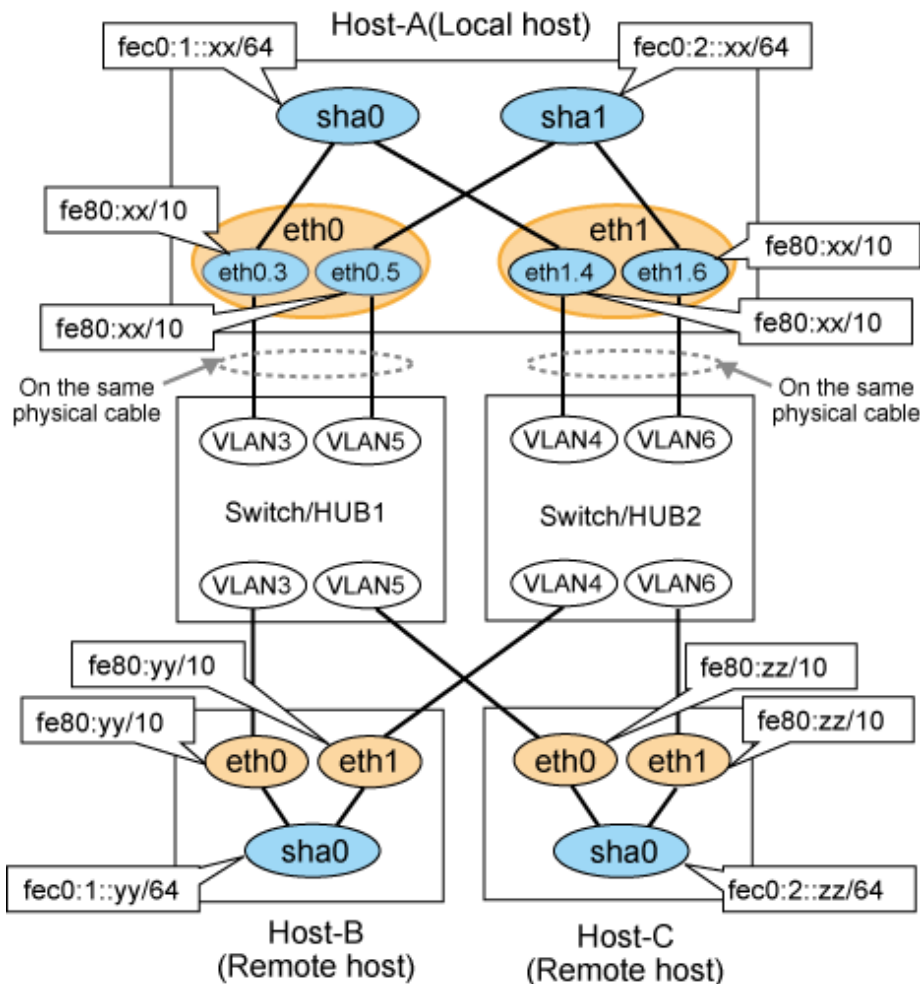 Host-A(Local host)
fec0:1::xx/64
fec0:2::xx/64
sha0
sha1
fe80:xx/10
eth0
eth1
fe80:xx/10
eth0.3
eth0.5
eth1.4
eth1.6
fe80:xx/10
fe80:xx/10
On the same
physical cable
On the same
physical cable
VLAN3
VLAN5
VLAN4
VLAN6
Switch/HUB1
Switch/HUB2
VLAN3
VLAN5
VLAN4
VLAN6
fe80:yy/10
fe80:zz/10
fe80:yy/10
fe80:zz/10
eth0
eth1
eth0
eth1
sha0
sha0
fec0:1::yy/64
fec0:2::zz/64
Host-B
(Remote host)
Host-C
(Remote host)